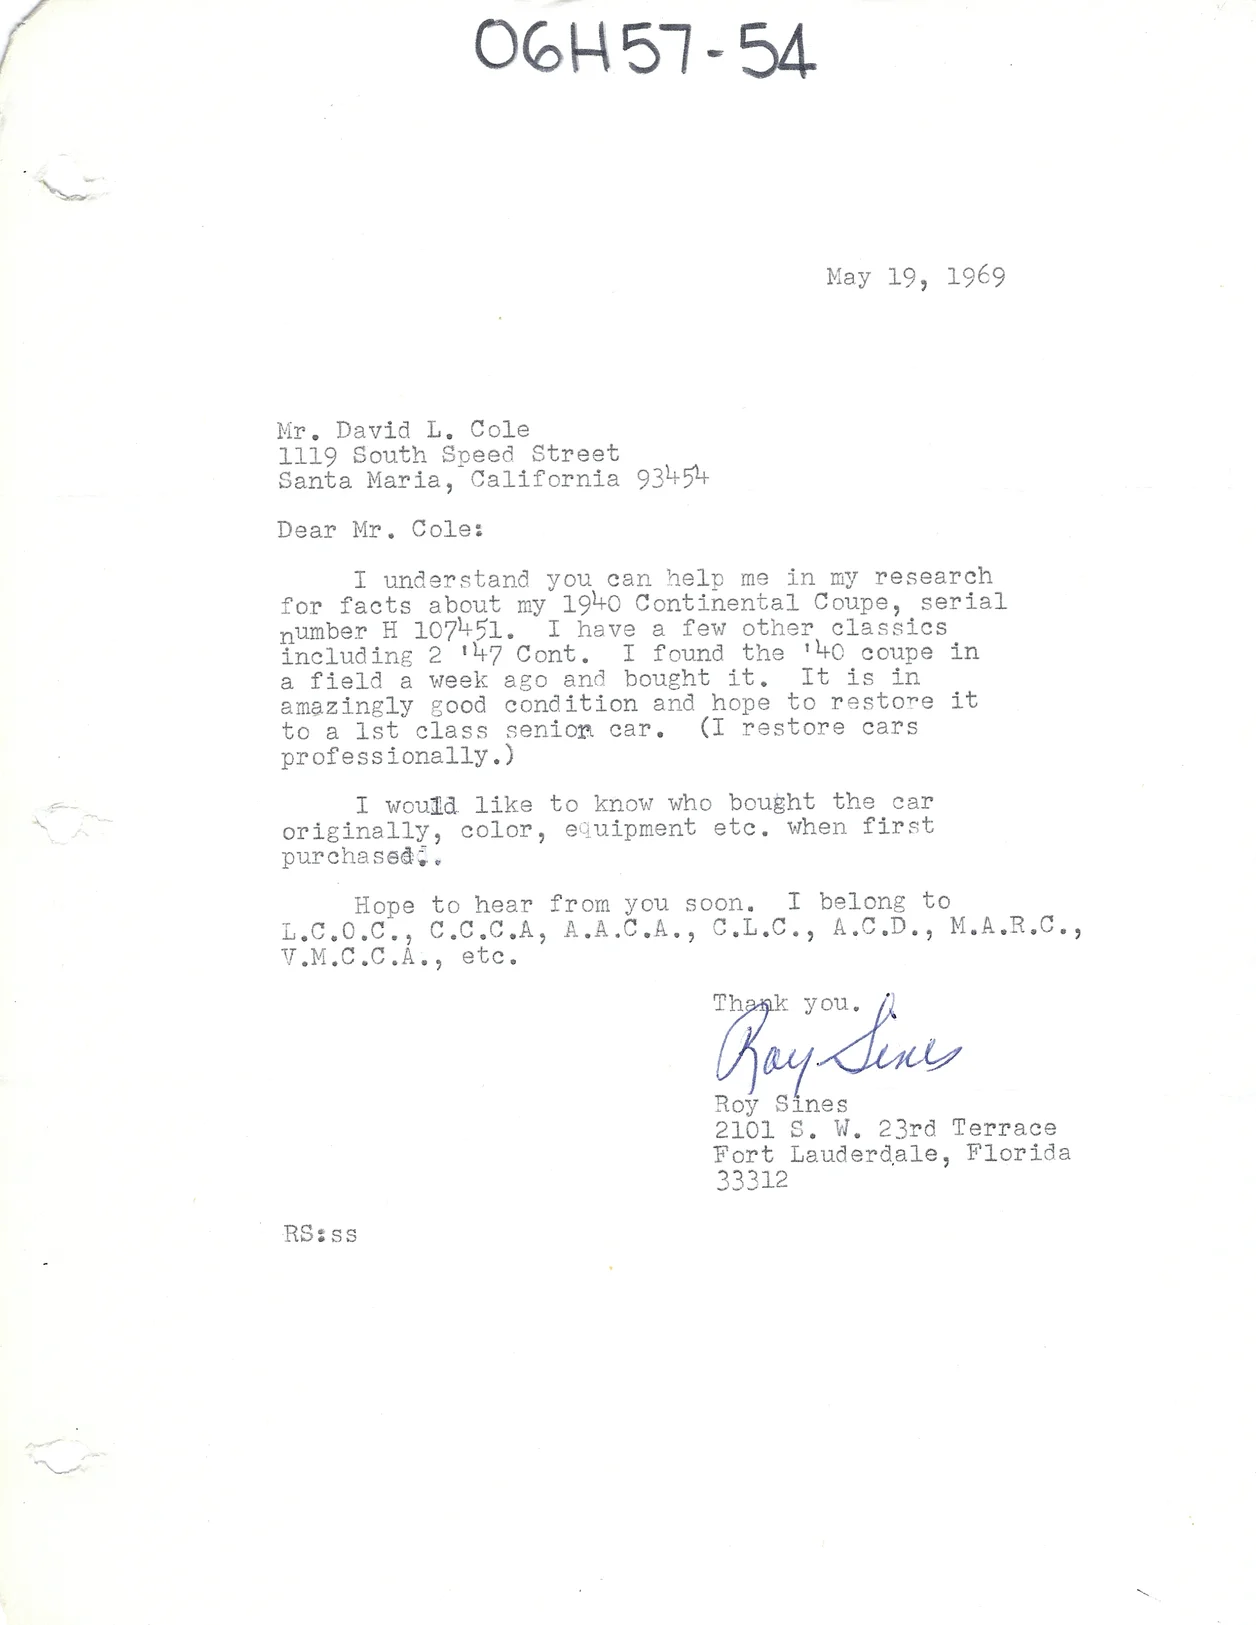 06H57-54
May 19, 1969
Mr. David L. Cole
1119 South Speed Street
Santa Maria, California 93454
Dear Mr. Cole:
I understand you can help me in my research
for facts about my 1940 Continental Coupe, serial
number H 107451. I have a few other classics
including 2 '47 Cont. I found the '40 coupe in
a field a week ago and bought it. It is in
amazingly good condition and hope to restore it
to a 1st class senior car. (I restore cars
professionally.)
I would like to know who bought the car
originally, color, equipment etc. when first
purchased.
Hope to hear from you soon. I belong to
L.C.O.C., C.C.C.A, A.A.C.A., C.L.C., A.C.D., M.A.R.C.,
V.M.C.C.A., etc.
Thank you.
Roy Sines
Roy Sines
2101 S. W. 23rd Terrace
Fort Lauderdale, Florida
33312
RS:ss